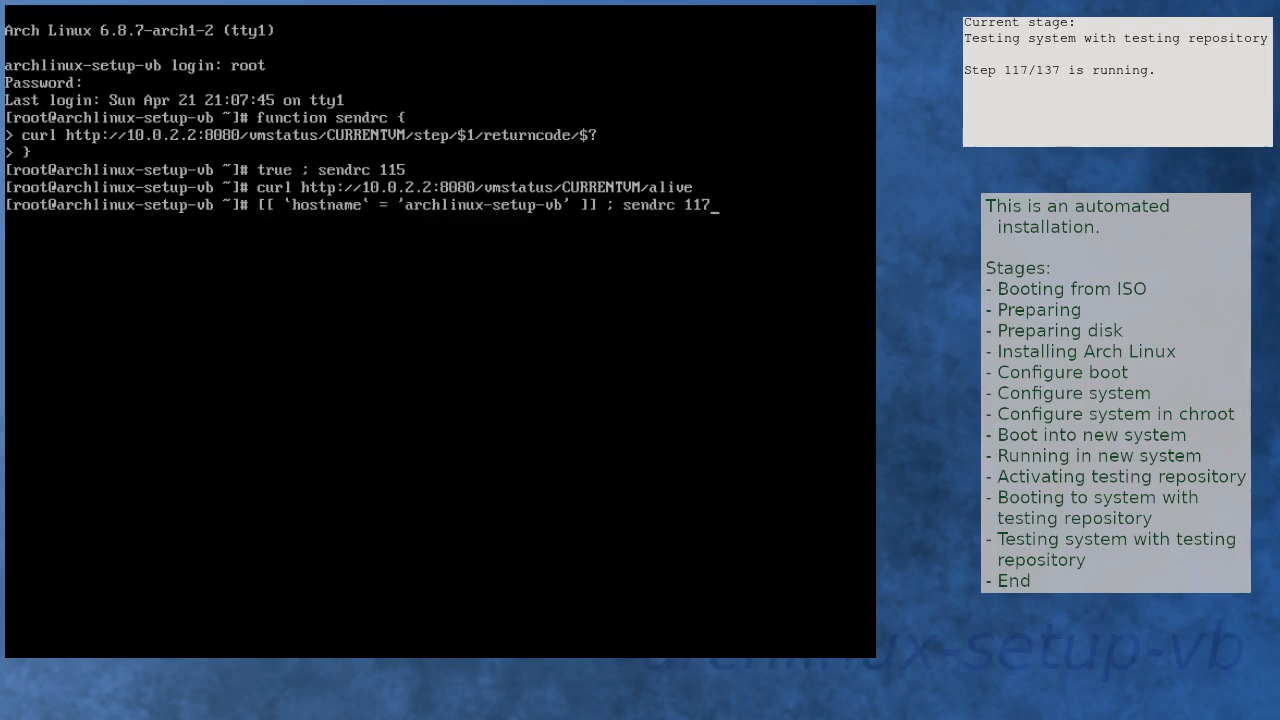 Arch Linux 6.8.7-arch1-2 (tty1)
archlinux-setup-vb login: root
Password:
Last login: Sun Apr 21 21:07:45 on tty1
[root@archlinux-setup-vb ~]# function sendrc {
> curl http://10.0.2.2:8080/vmstatus/CURRENTVM/step/$1/returncode/$?
> }
[root@archlinux-setup-vb ~]# true ; sendrc 115
[root@archlinux-setup-vb ~]# curl http://10.0.2.2:8080/vmstatus/CURRENTVM/alive
[root@archlinux-setup-vb ~]# [[ `hostname` = 'archlinux-setup-vb' ]] ; sendrc 117_
Current stage:
Testing system with testing repository
Step 117/137 is running.
This is an automated
installation.
Stages:
- Booting from ISO
- Preparing
- Preparing disk
- Installing Arch Linux
- Configure boot
- Configure system
- Configure system in chroot
- Boot into new system
- Running in new system
- Activating testing repository
- Booting to system with
testing repository
- Testing system with testing
repository
- End
archlinux-setup-vb